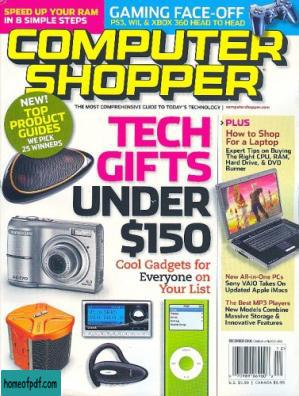 SPEED UP YOUR RAM
IN 8 SIMPLE STEPS
GAMING FACE-OFF
PS3, WII, & XBOX 360 HEAD TO HEAD
COMPUTER
SHOPPER
THE MOST COMPREHENSIVE GUIDE TO TODAY'S TECHNOLOGY | computershopper.com
NEW!
TOP
PRODUCT
GUIDES
WE PICK
25 WINNERS
TECH
GIFTS
UNDER
$150
Cool Gadgets for
Everyone on
Your List
PLUS
How to Shop
For a Laptop
Expert Tips on Buying
The Right CPU, RAM,
Hard Drive, & DVD
Burner
New All-in-One PCs
Sony VAIO Takes On
Updated Apple iMacs
The Best MP3 Players
New Models Combine
Massive Storage &
Innovative Features
homeofpdf.com